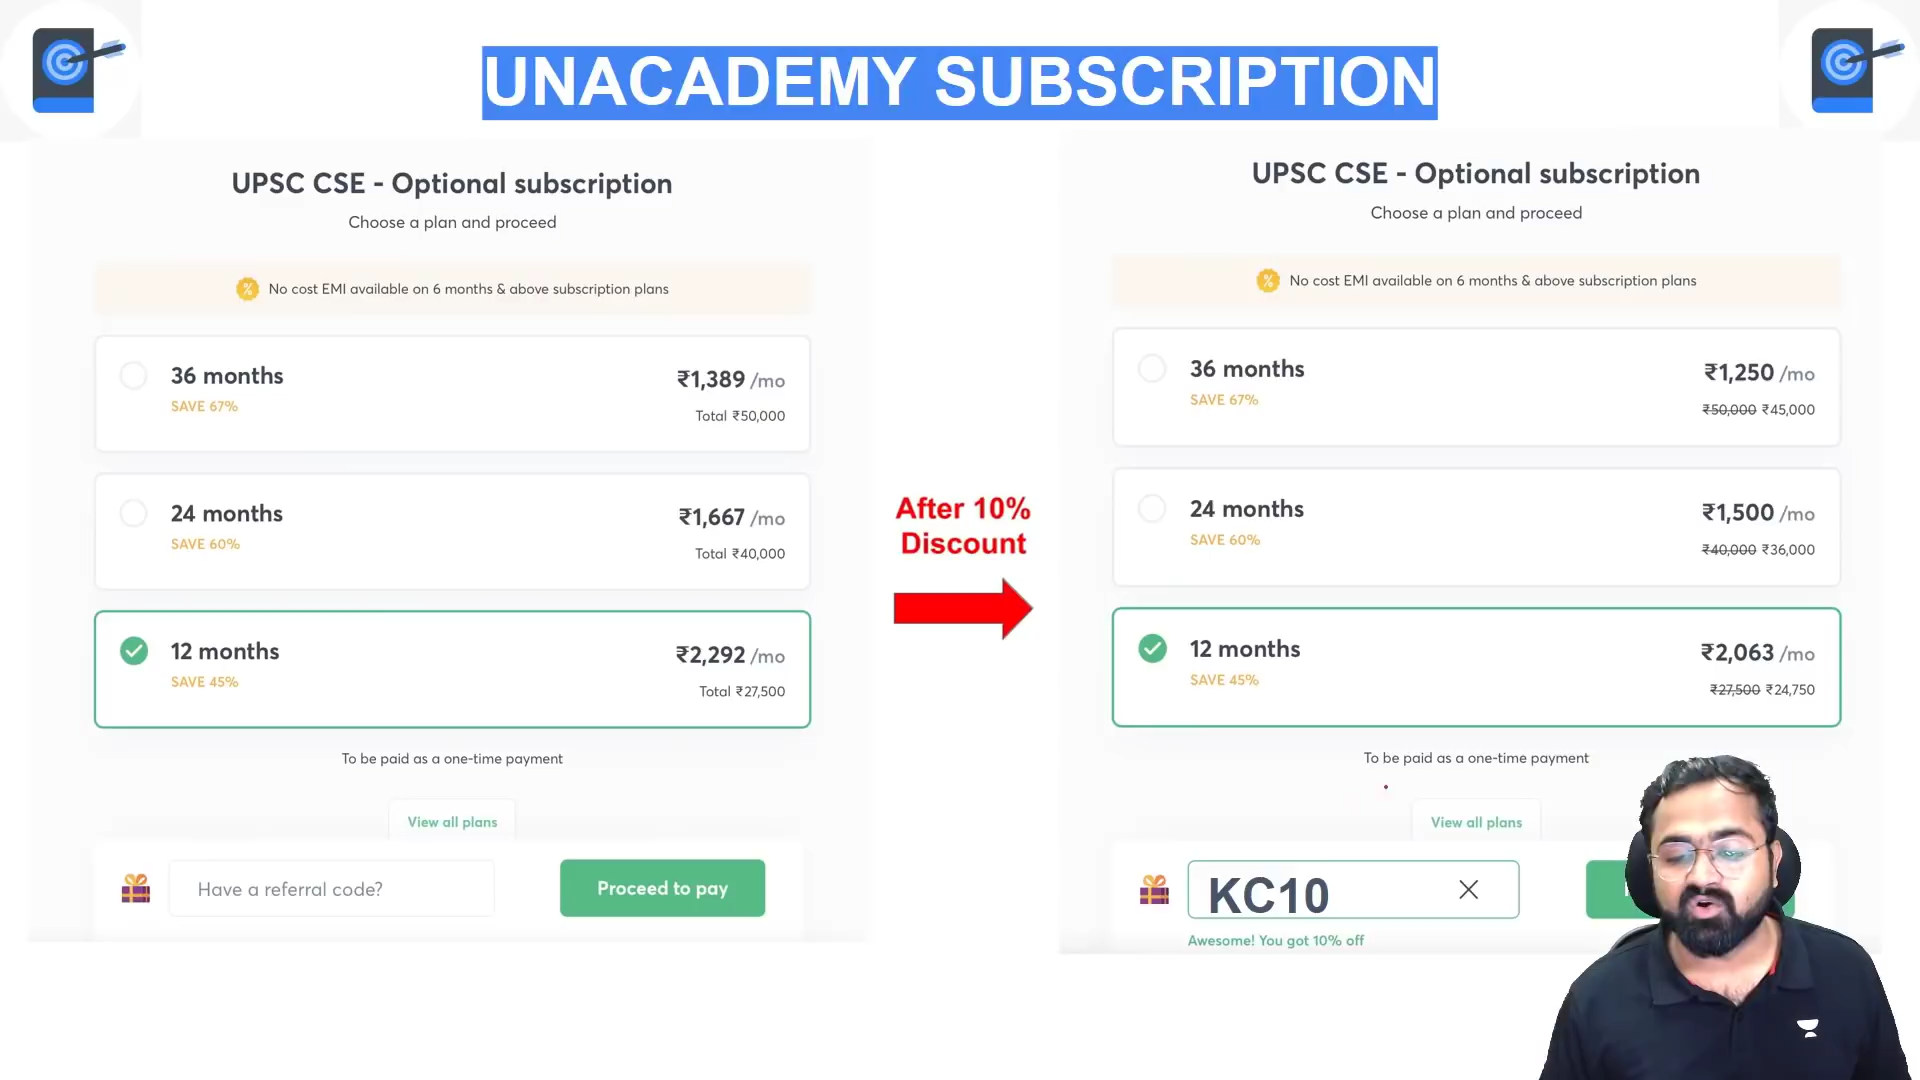 UNACADEMY SUBSCRIPTION
UPSC CSE - Optional subscription
Choose a plan and proceed
% No cost EMI available on 6 months & above subscription plans
36 months
₹1,389 /mo
SAVE 67%
Total ₹50,000
24 months
₹1,667 /mo
SAVE 60%
Total ₹40,000
12 months
₹2,292 /mo
SAVE 45%
Total ₹27,500
To be paid as a one-time payment
View all plans
Have a referral code?
Proceed to pay
After 10%
Discount
UPSC CSE - Optional subscription
Choose a plan and proceed
% No cost EMI available on 6 months & above subscription plans
36 months
₹1,250 /mo
SAVE 67%
₹50,000 ₹45,000
24 months
₹1,500 /mo
SAVE 60%
₹40,000 ₹36,000
12 months
₹2,063 /mo
SAVE 45%
₹27,500 ₹24,750
To be paid as a one-time payment
View all plans
KC10
Awesome! You got 10% off